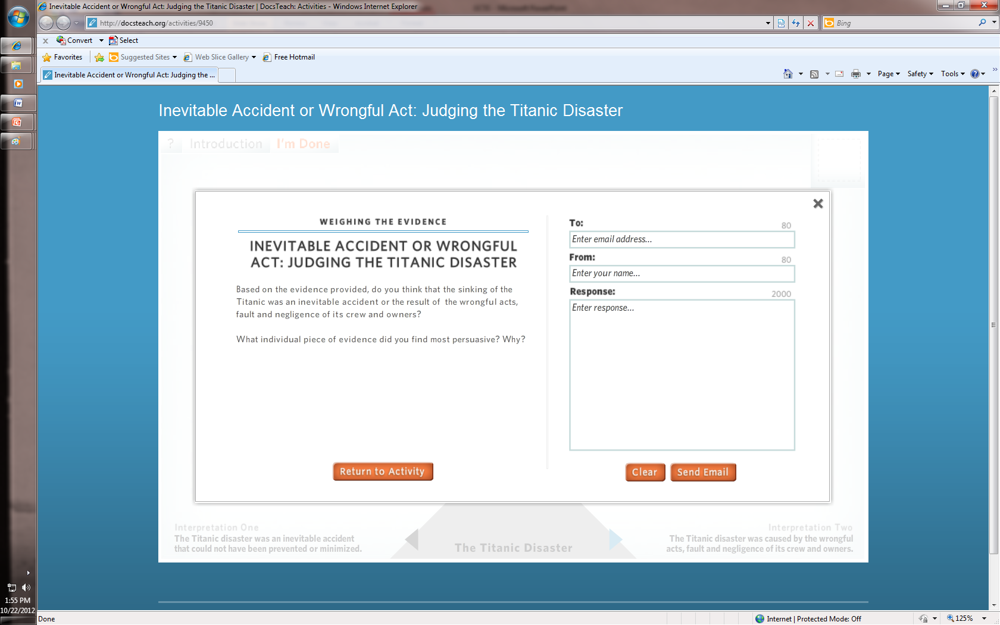 Inevitable Accident or Wrongful Act: Judging the Titanic Disaster | DocsTeach: Activities - Windows Internet Explorer
http://docsteach.org/activities/9450
Bing
x Convert Select
Favorites Suggested Sites Web Slice Gallery Free Hotmail
Inevitable Accident or Wrongful Act: Judging the ...
Page Safety Tools
Inevitable Accident or Wrongful Act: Judging the Titanic Disaster
? Introduction I'm Done
WEIGHING THE EVIDENCE
INEVITABLE ACCIDENT OR WRONGFUL
ACT: JUDGING THE TITANIC DISASTER
Based on the evidence provided, do you think that the sinking of the
Titanic was an inevitable accident or the result of the wrongful acts,
fault and negligence of its crew and owners?
What individual piece of evidence did you find most persuasive? Why?
Return to Activity
To: 80
Enter email address...
From: 80
Enter your name...
Response: 2000
Enter response...
Clear Send Email
Interpretation One
The Titanic disaster was an inevitable accident
that could not have been prevented or minimized.
The Titanic Disaster
Interpretation Two
The Titanic disaster was caused by the wrongful
acts, fault and negligence of its crew and owners.
1:55 PM
10/22/2012
Done
Internet | Protected Mode: Off
125%